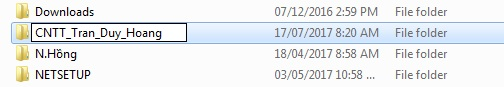 Downloads 07/12/2016 2:59 PM File folder
CNTT_Tran_Duy_Hoang 17/07/2017 8:20 AM File folder
N.Hồng 18/04/2017 8:58 AM File folder
NETSETUP 03/05/2017 10:58 ... File folder